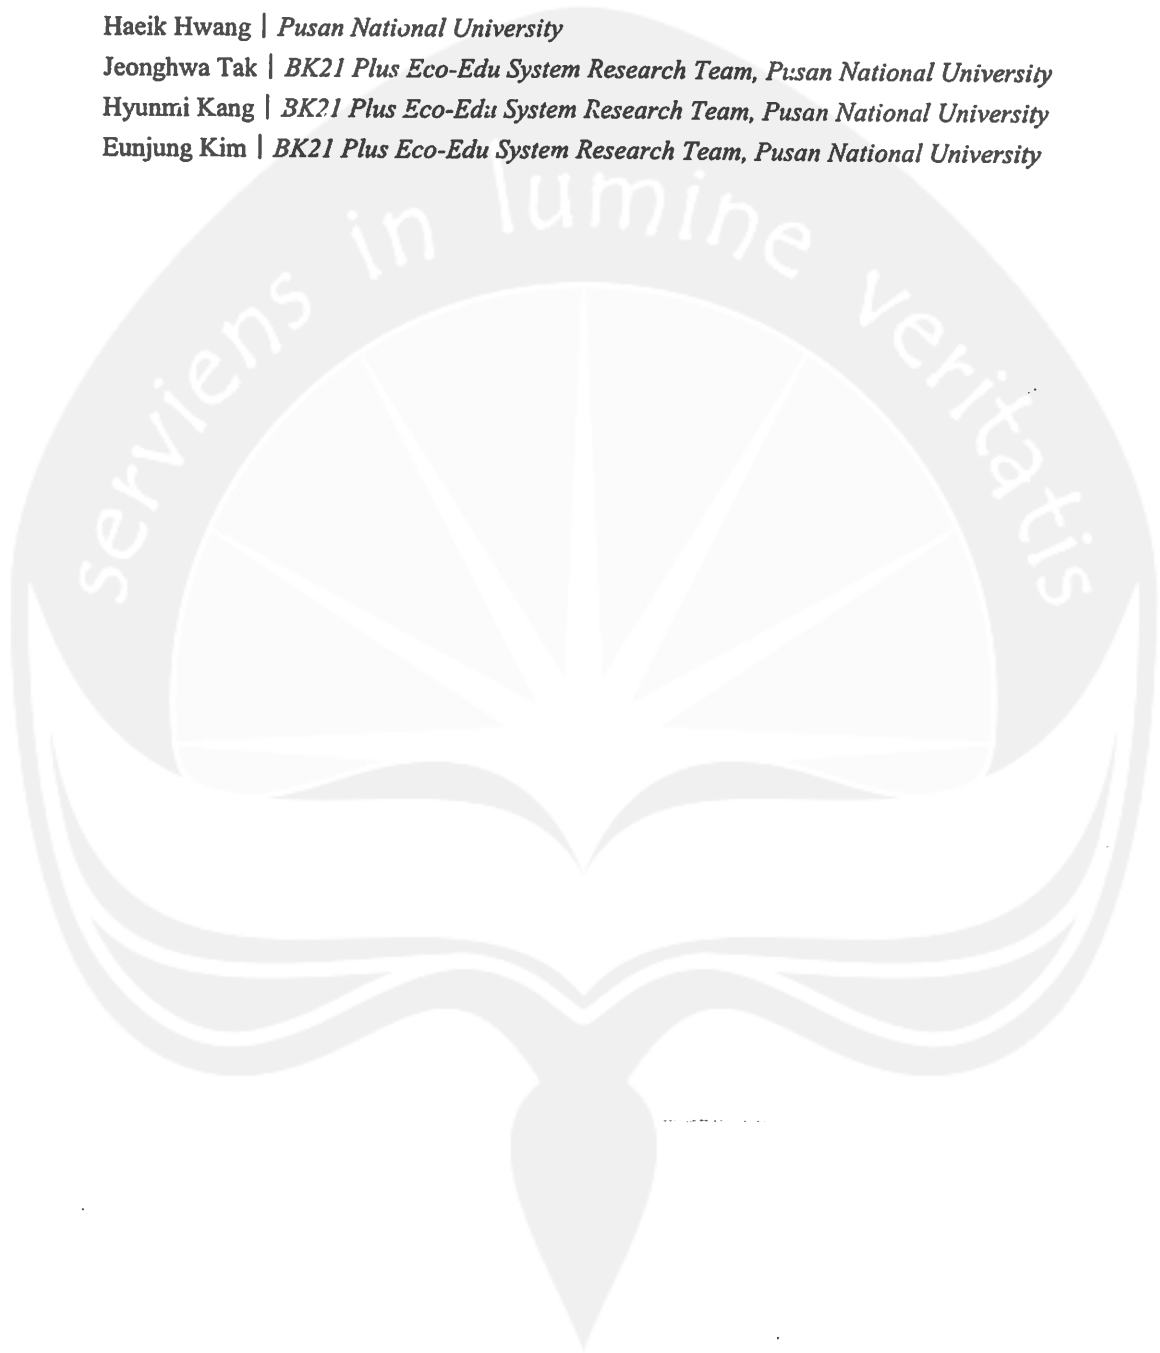 Haeik Hwang | Pusan National University
Jeonghwa Tak | BK21 Plus Eco-Edu System Research Team, Pusan National University
Hyunmi Kang | BK21 Plus Eco-Edu System Research Team, Pusan National University
Eunjung Kim | BK21 Plus Eco-Edu System Research Team, Pusan National University
serviens in lumine veritatis